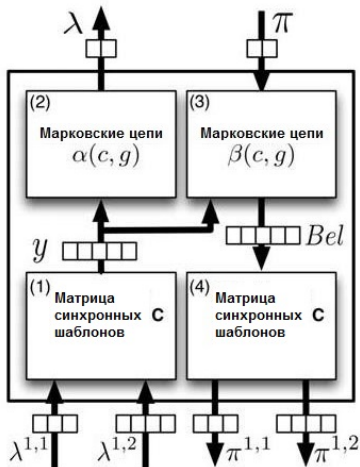 λ π
(2) (3)
Марковские цепи Марковские цепи
α(c, g) β(c, g)
y Bel
(1) (4)
Матрица Матрица
синхронных C синхронных C
шаблонов шаблонов
λ^{1,1} λ^{1,2} π^{1,1} π^{1,2}